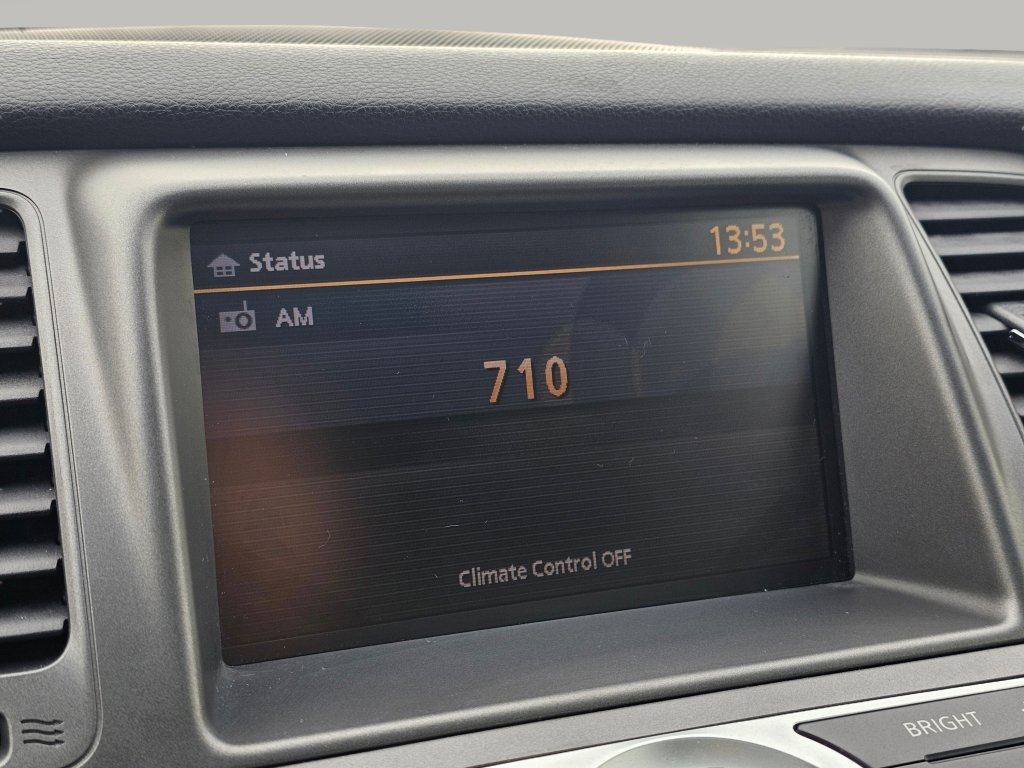 Status 13:53
AM
710
Climate Control OFF
BRIGHT